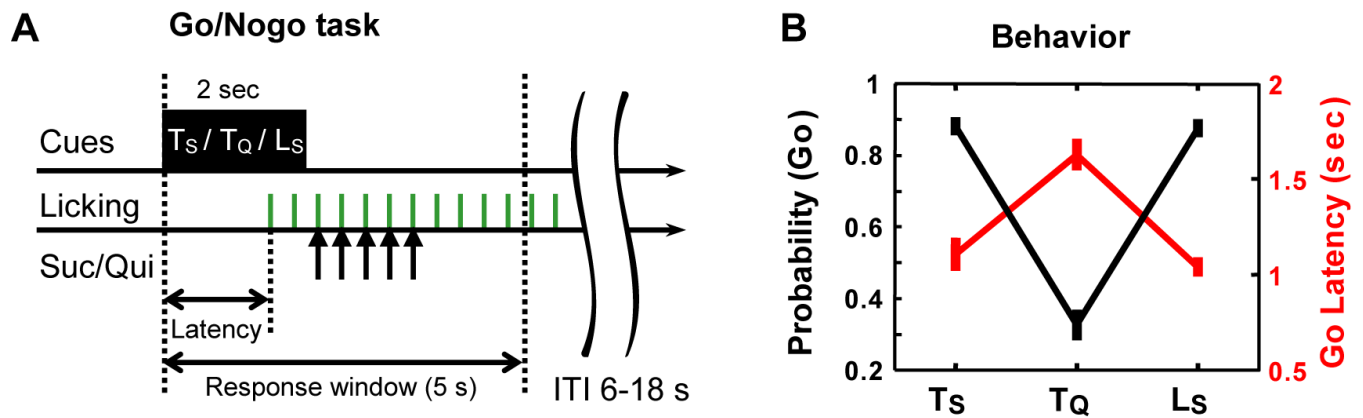 A
Go/Nogo task
2 sec
Cues
TS / TQ / LS
Licking
Suc/Qui
Latency
Response window (5 s)
ITI 6-18 s
B
Behavior
Probability (Go)
1
0.8
0.6
0.4
0.2
TS
TQ
LS
2
1.5
1
0.5
Go Latency (sec)